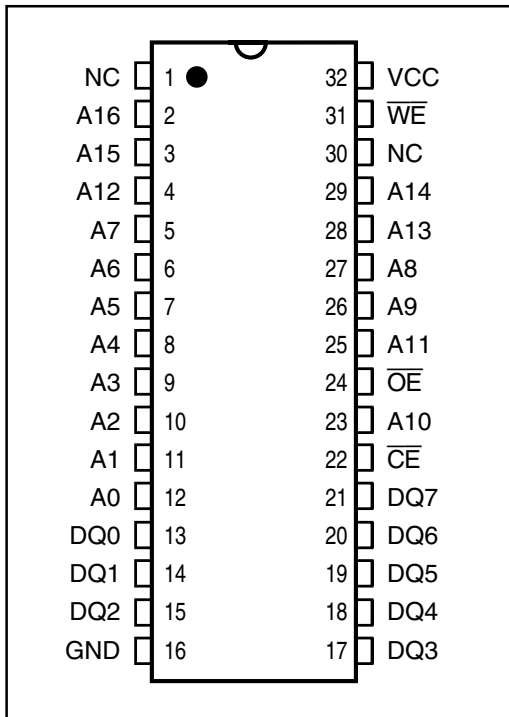 NC 1 32 VCC
A16 2 31 W̅E̅
A15 3 30 NC
A12 4 29 A14
A7 5 28 A13
A6 6 27 A8
A5 7 26 A9
A4 8 25 A11
A3 9 24 O̅E̅
A2 10 23 A10
A1 11 22 C̅E̅
A0 12 21 DQ7
DQ0 13 20 DQ6
DQ1 14 19 DQ5
DQ2 15 18 DQ4
GND 16 17 DQ3